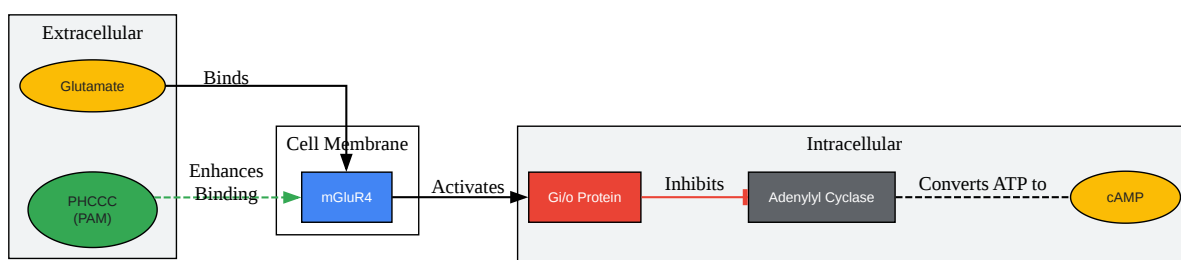 Extracellular
Glutamate
Binds
Cell Membrane
Intracellular
PHCCC
(PAM)
Enhances
Binding
mGluR4
Activates
Gi/o Protein
Inhibits
Adenylyl Cyclase
Converts ATP to
cAMP